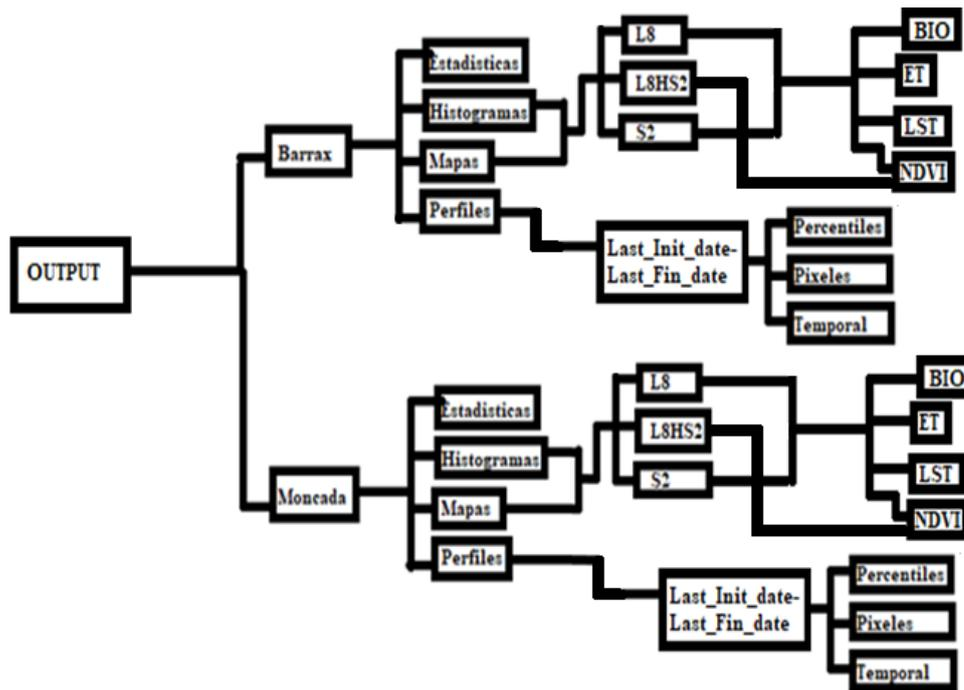 OUTPUT
Barrax
Estadisticas
Histogramas
Mapas
Perfiles
L8
L8HS2
S2
BIO
ET
LST
NDVI
Last_Init_date-
Last_Fin_date
Percentiles
Pixeles
Temporal
Moncada
Estadisticas
Histogramas
Mapas
Perfiles
L8
L8HS2
S2
BIO
ET
LST
NDVI
Last_Init_date-
Last_Fin_date
Percentiles
Pixeles
Temporal